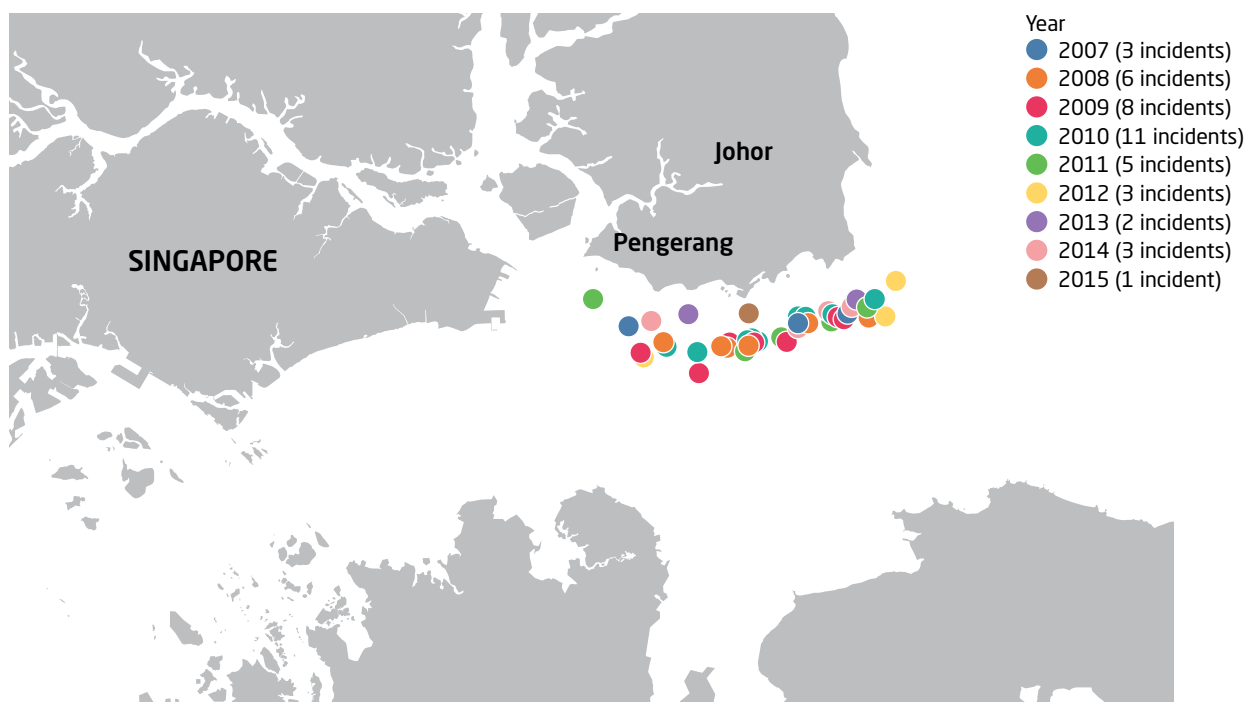 Year
2007 (3 incidents)
2008 (6 incidents)
2009 (8 incidents)
2010 (11 incidents)
2011 (5 incidents)
2012 (3 incidents)
2013 (2 incidents)
2014 (3 incidents)
2015 (1 incident)
Johor
Pengerang
SINGAPORE